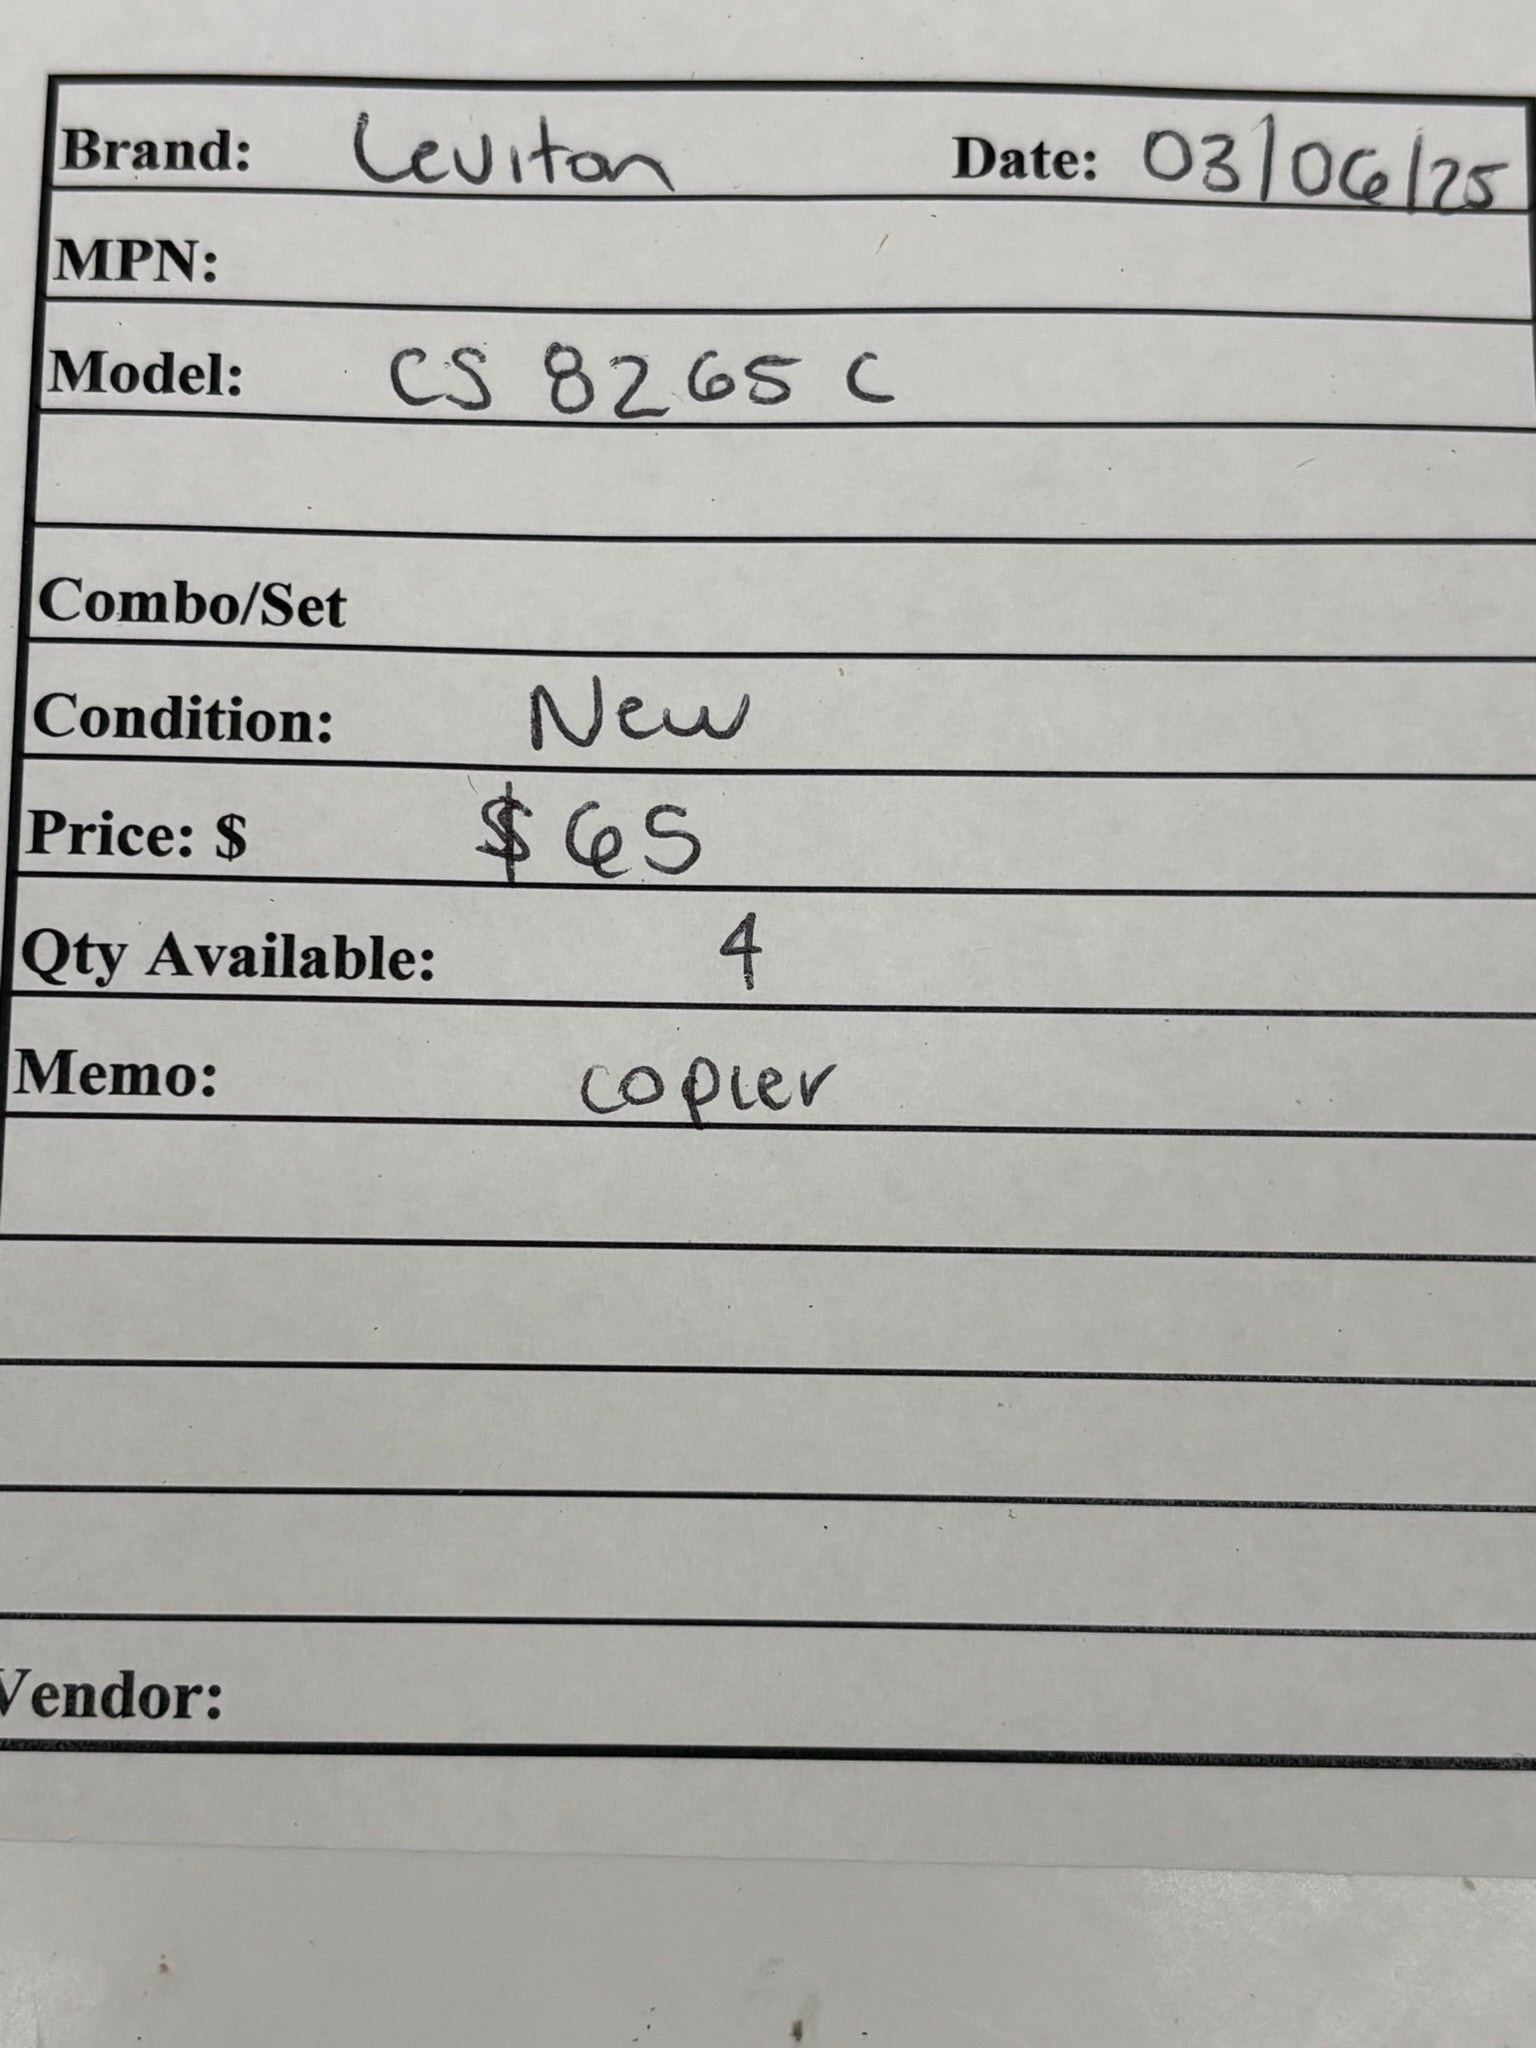 Brand: Leviton Date: 03/06/25
MPN:
Model: CS 8265 C
Combo/Set
Condition: New
Price: $ $65
Qty Available: 4
Memo: copier
Vendor: